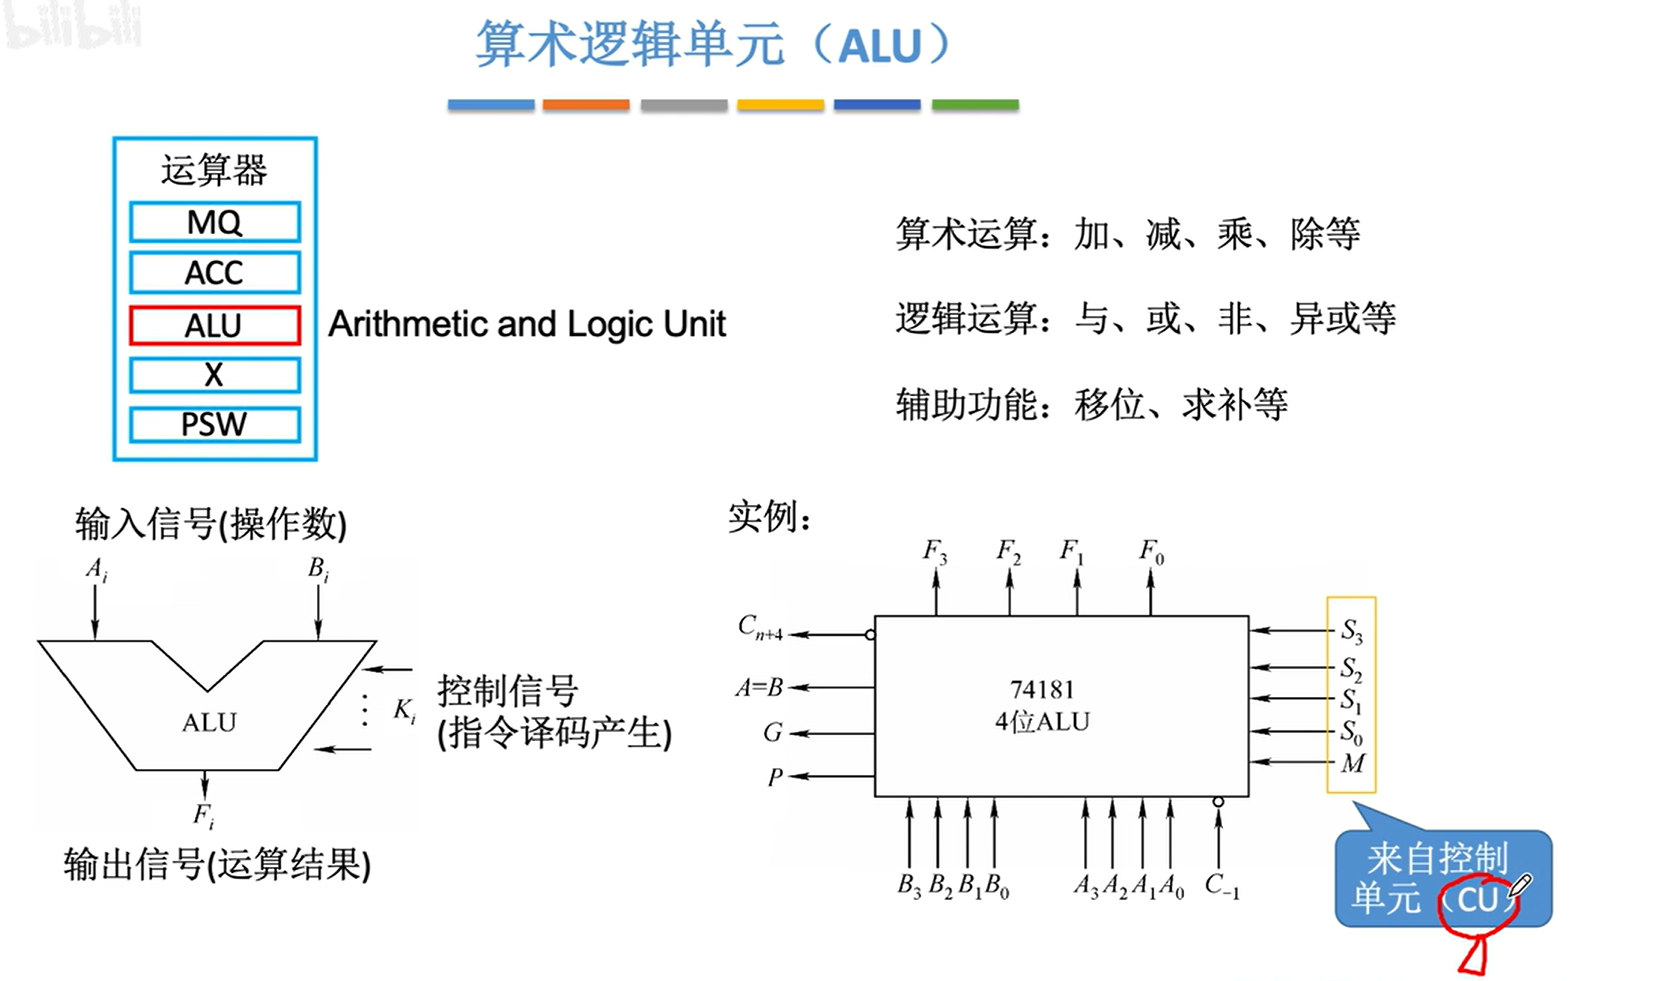 bilibili
算术逻辑单元（ALU）
运算器
MQ
ACC
ALU
X
PSW
Arithmetic and Logic Unit
算术运算：加、减、乘、除等
逻辑运算：与、或、非、异或等
辅助功能：移位、求补等
输入信号(操作数)
A_i B_i
ALU
K_i
控制信号
(指令译码产生)
F_i
输出信号(运算结果)
实例：
F_3 F_2 F_1 F_0
C_{n+4}
A=B
G
P
74181
4位ALU
S_3
S_2
S_1
S_0
M
B_3 B_2 B_1 B_0 A_3 A_2 A_1 A_0 C_{-1}
来自控制
单元（CU）